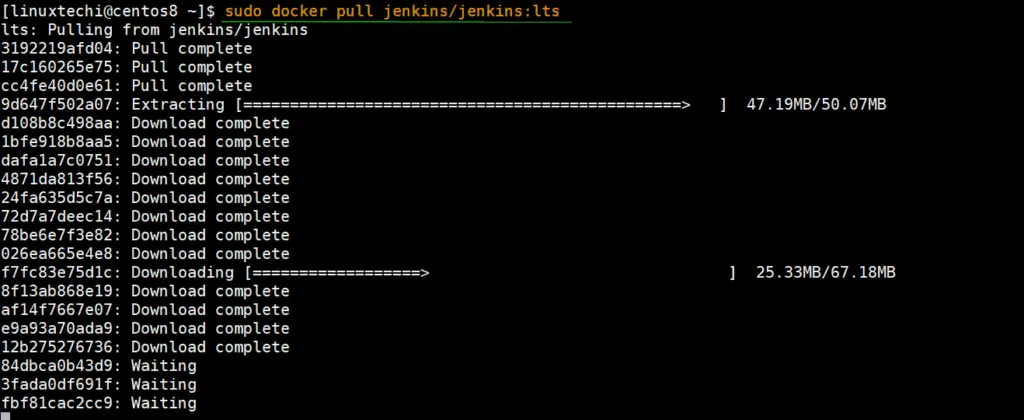 [linuxtechi@centos8 ~]$ sudo docker pull jenkins/jenkins:lts
lts: Pulling from jenkins/jenkins
3192219afd04: Pull complete
17c160265e75: Pull complete
cc4fe40d0e61: Pull complete
9d647f502a07: Extracting [===============================================>   ]  47.19MB/50.07MB
d108b8c498aa: Download complete
1bfe918b8aa5: Download complete
dafa1a7c0751: Download complete
4871da813f56: Download complete
24fa635d5c7a: Download complete
72d7a7deec14: Download complete
78be6e7f3e82: Download complete
026ea665e4e8: Download complete
f7fc83e75d1c: Downloading [==================>                                ]  25.33MB/67.18MB
8f13ab868e19: Download complete
af14f7667e07: Download complete
e9a93a70ada9: Download complete
12b275276736: Download complete
84dbca0b43d9: Waiting
3fada0df691f: Waiting
fbf81cac2cc9: Waiting